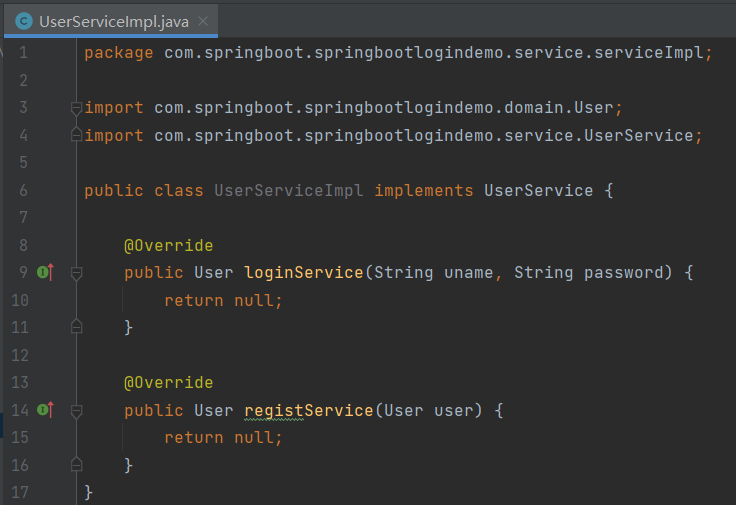 UserServiceImpl.java
1 package com.springboot.springbootlogindemo.service.serviceImpl;
2
3 import com.springboot.springbootlogindemo.domain.User;
4 import com.springboot.springbootlogindemo.service.UserService;
5
6 public class UserServiceImpl implements UserService {
7
8     @Override
9     public User loginService(String uname, String password) {
10         return null;
11     }
12
13     @Override
14     public User registService(User user) {
15         return null;
16     }
17 }